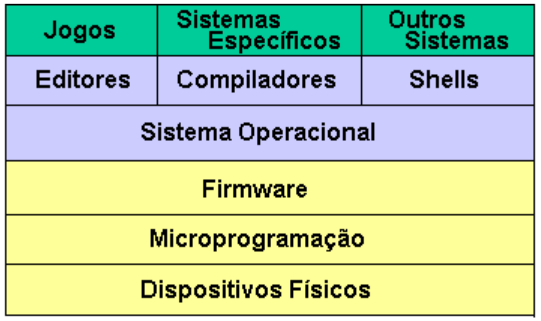 Jogos
Sistemas
Específicos
Outros
Sistemas
Editores
Compiladores
Shells
Sistema Operacional
Firmware
Microprogramação
Dispositivos Físicos